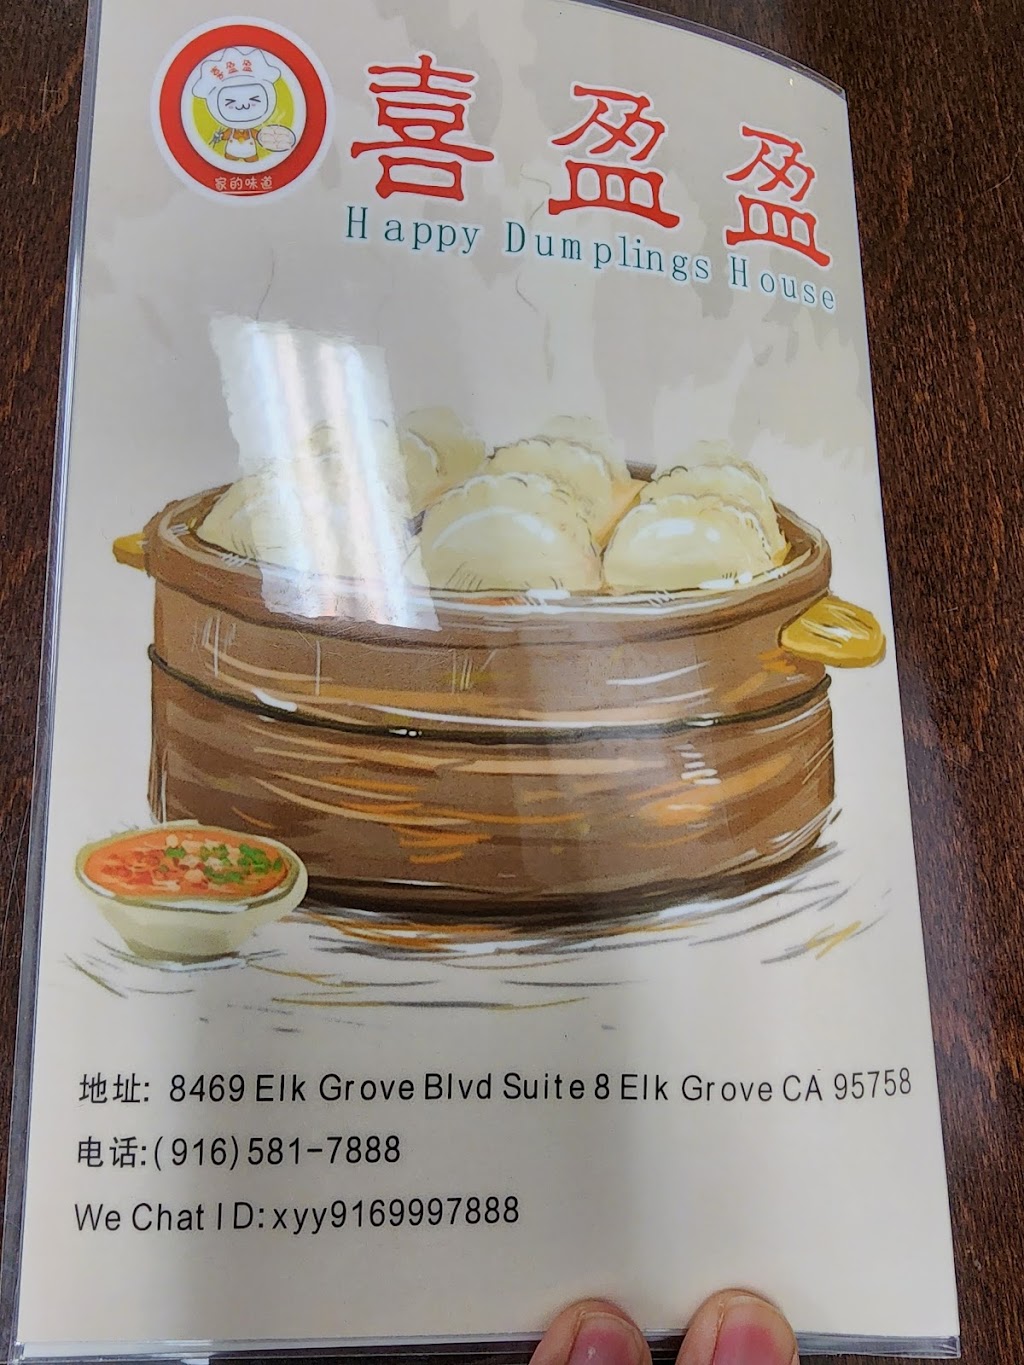 喜盈盈
家的味道
喜盈盈
Happy Dumplings House
地址: 8469 Elk Grove Blvd Suite 8 Elk Grove CA 95758
电话:(916)581-7888
We Chat ID:xyy9169997888